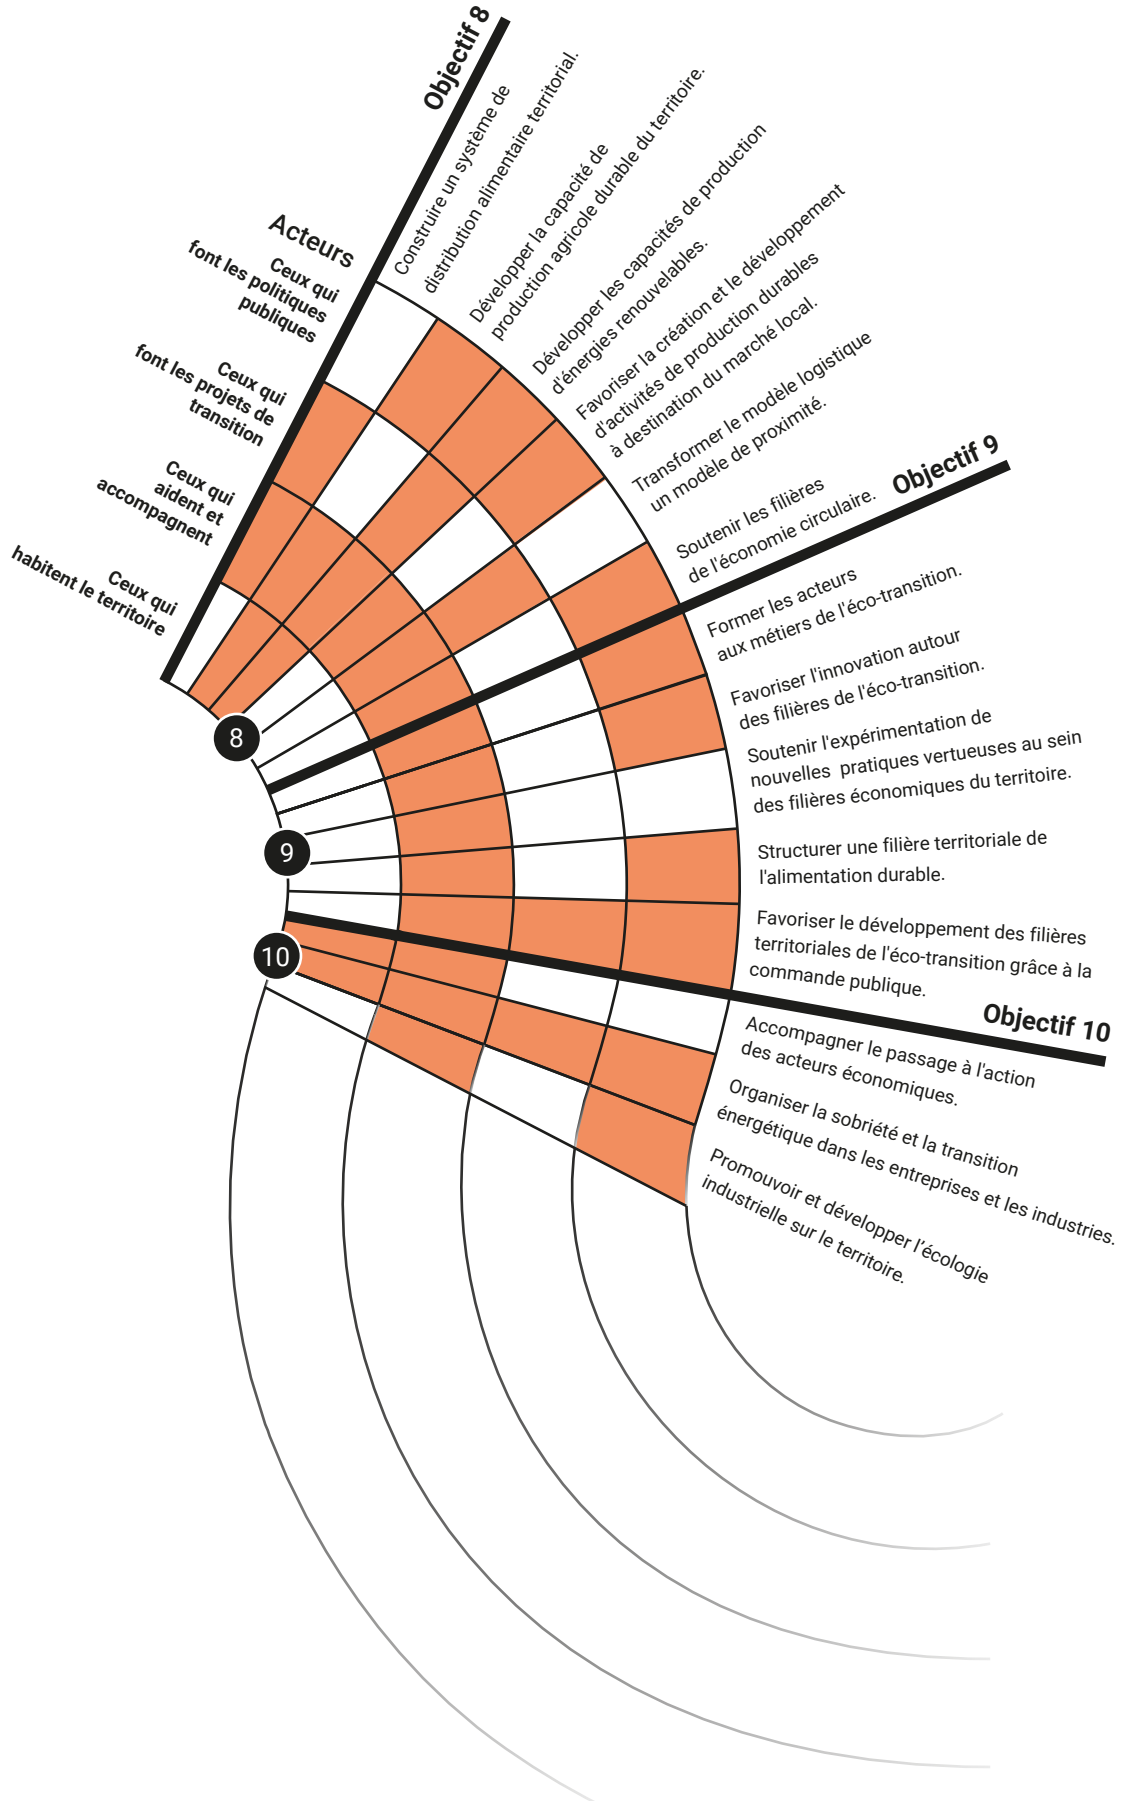 Objectif 8
Construire un système de
distribution alimentaire territorial.
Développer la capacité de
production agricole durable du territoire.
Développer les capacités de production
d'énergies renouvelables.
Favoriser la création et le développement
d'activités de production durables
à destination du marché local.
Transformer le modèle logistique
un modèle de proximité.
Soutenir les filières
de l'économie circulaire.
Objectif 9
Former les acteurs
aux métiers de l'éco-transition.
Favoriser l'innovation autour
des filières de l'éco-transition.
Soutenir l'expérimentation de
nouvelles pratiques vertueuses au sein
des filières économiques du territoire.
Structurer une filière territoriale de
l'alimentation durable.
Favoriser le développement des filières
territoriales de l'éco-transition grâce à la
commande publique.
Objectif 10
Accompagner le passage à l'action
des acteurs économiques.
Organiser la sobriété et la transition
énergétique dans les entreprises et les industries.
Promouvoir et développer l'écologie
industrielle sur le territoire.
Acteurs
Ceux qui
font les politiques
publiques
Ceux qui
font les projets de
transition
Ceux qui
aident et
accompagnent
Ceux qui
habitent le territoire
8
9
10